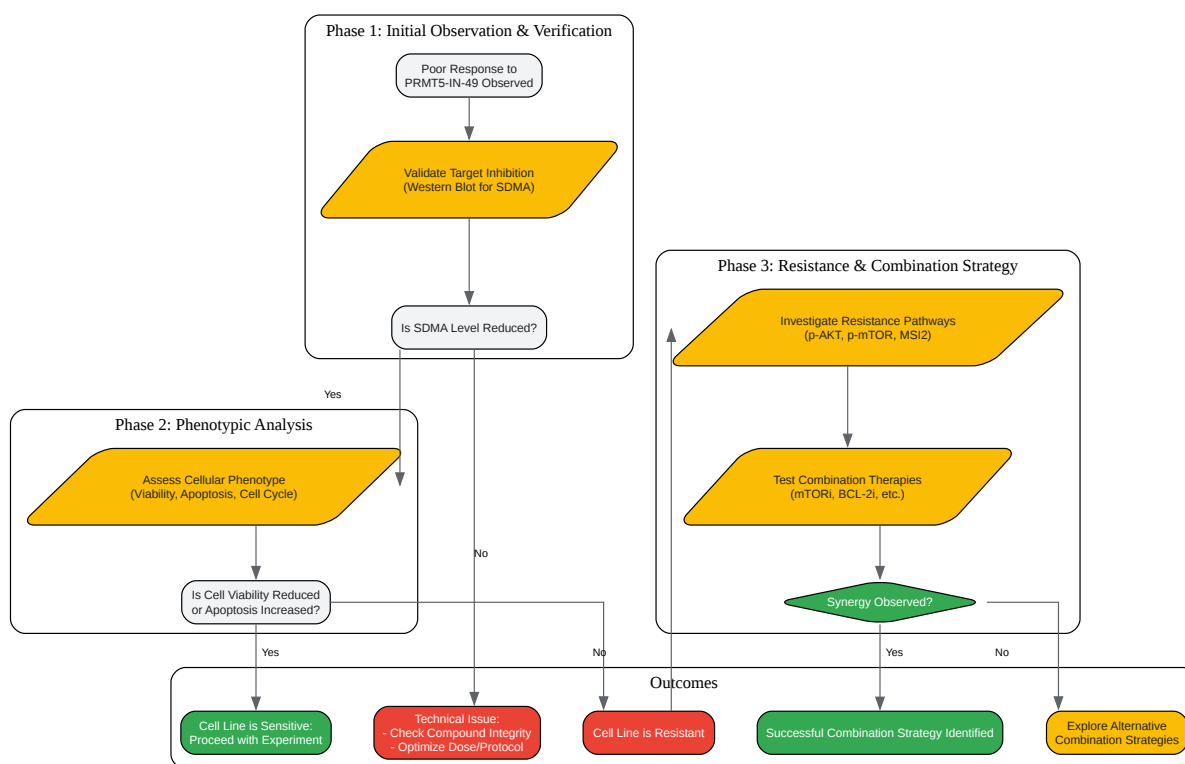 Phase 1: Initial Observation & Verification
Poor Response to
PRMT5-IN-49 Observed
Validate Target Inhibition
(Western Blot for SDMA)
Is SDMA Level Reduced?
Yes
No
Phase 2: Phenotypic Analysis
Assess Cellular Phenotype
(Viability, Apoptosis, Cell Cycle)
Is Cell Viability Reduced
or Apoptosis Increased?
Yes
No
Phase 3: Resistance & Combination Strategy
Investigate Resistance Pathways
(p-AKT, p-mTOR, MSI2)
Test Combination Therapies
(mTORi, BCL-2i, etc.)
Synergy Observed?
Yes
No
Outcomes
Cell Line is Sensitive:
Proceed with Experiment
Technical Issue:
- Check Compound Integrity
- Optimize Dose/Protocol
Cell Line is Resistant
Successful Combination Strategy Identified
Explore Alternative
Combination Strategies